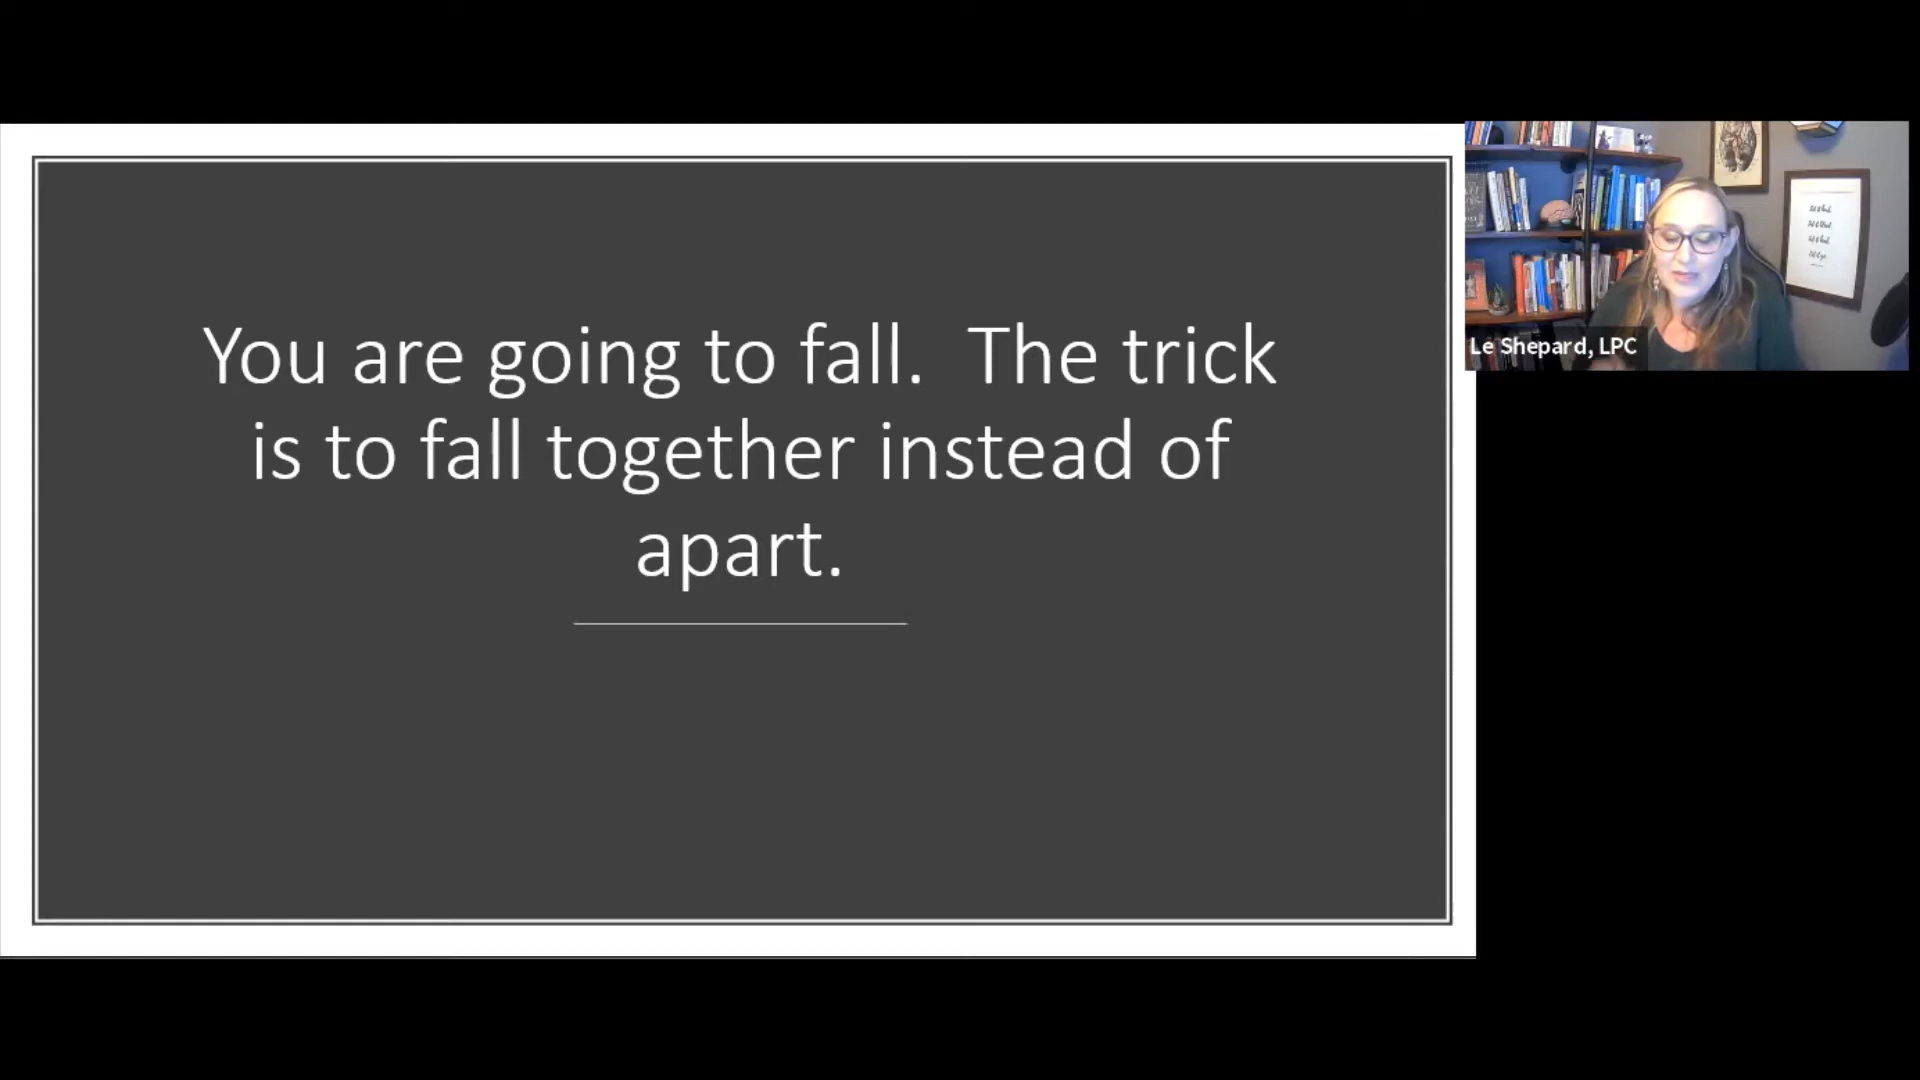 You are going to fall.  The trick
is to fall together instead of
apart.
Le Shepard, LPC